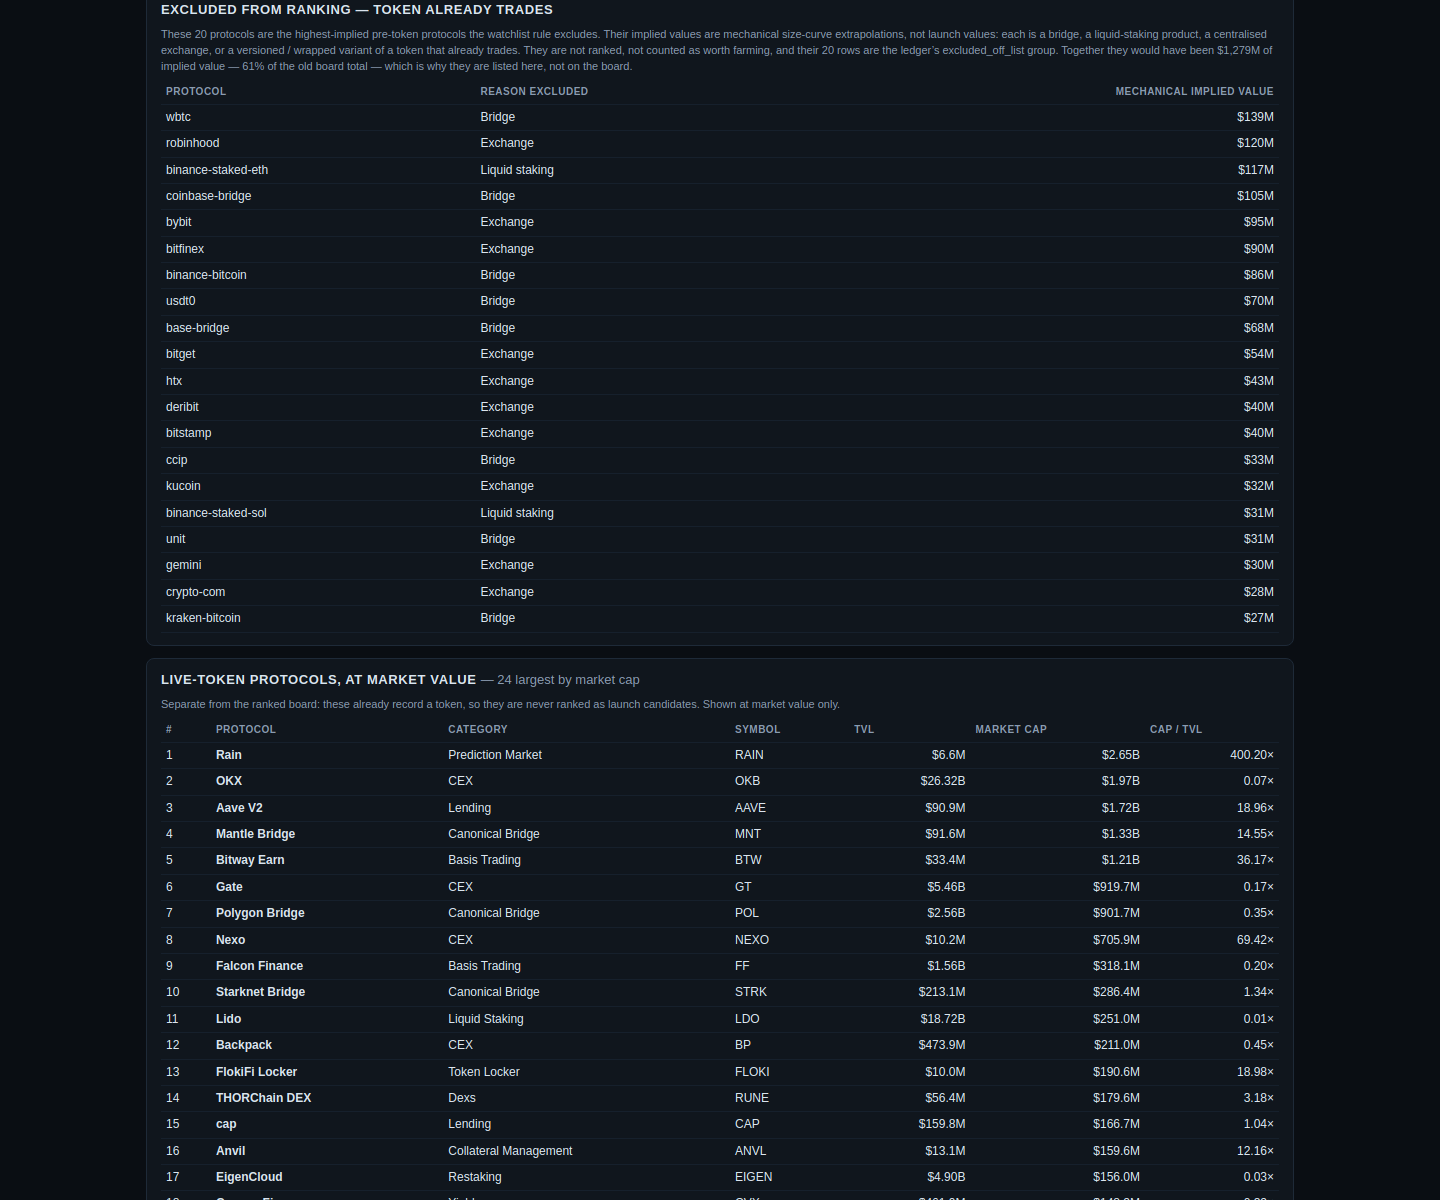 EXCLUDED FROM RANKING — TOKEN ALREADY TRADES
These 20 protocols are the highest-implied pre-token protocols the watchlist rule excludes. Their implied values are mechanical size-curve extrapolations, not launch values: each is a bridge, a liquid-staking product, a centralised
exchange, or a versioned / wrapped variant of a token that already trades. They are not ranked, not counted as worth farming, and their 20 rows are the ledger's excluded_off_list group. Together they would have been $1,279M of
implied value — 61% of the old board total — which is why they are listed here, not on the board.
PROTOCOL REASON EXCLUDED MECHANICAL IMPLIED VALUE
wbtc Bridge $139M
robinhood Exchange $120M
binance-staked-eth Liquid staking $117M
coinbase-bridge Bridge $105M
bybit Exchange $95M
bitfinex Exchange $90M
binance-bitcoin Bridge $86M
usdt0 Bridge $70M
base-bridge Bridge $68M
bitget Exchange $54M
htx Exchange $43M
deribit Exchange $40M
bitstamp Exchange $40M
ccip Bridge $33M
kucoin Exchange $32M
binance-staked-sol Liquid staking $31M
unit Bridge $31M
gemini Exchange $30M
crypto-com Exchange $28M
kraken-bitcoin Bridge $27M
LIVE-TOKEN PROTOCOLS, AT MARKET VALUE — 24 largest by market cap
Separate from the ranked board: these already record a token, so they are never ranked as launch candidates. Shown at market value only.
# PROTOCOL CATEGORY SYMBOL TVL MARKET CAP CAP / TVL
1 Rain Prediction Market RAIN $6.6M $2.65B 400.20×
2 OKX CEX OKB $26.32B $1.97B 0.07×
3 Aave V2 Lending AAVE $90.9M $1.72B 18.96×
4 Mantle Bridge Canonical Bridge MNT $91.6M $1.33B 14.55×
5 Bitway Earn Basis Trading BTW $33.4M $1.21B 36.17×
6 Gate CEX GT $5.46B $919.7M 0.17×
7 Polygon Bridge Canonical Bridge POL $2.56B $901.7M 0.35×
8 Nexo CEX NEXO $10.2M $705.9M 69.42×
9 Falcon Finance Basis Trading FF $1.56B $318.1M 0.20×
10 Starknet Bridge Canonical Bridge STRK $213.1M $286.4M 1.34×
11 Lido Liquid Staking LDO $18.72B $251.0M 0.01×
12 Backpack CEX BP $473.9M $211.0M 0.45×
13 FlokiFi Locker Token Locker FLOKI $10.0M $190.6M 18.98×
14 THORChain DEX Dexs RUNE $56.4M $179.6M 3.18×
15 cap Lending CAP $159.8M $166.7M 1.04×
16 Anvil Collateral Management ANVL $13.1M $159.6M 12.16×
17 EigenCloud Restaking EIGEN $4.90B $156.0M 0.03×